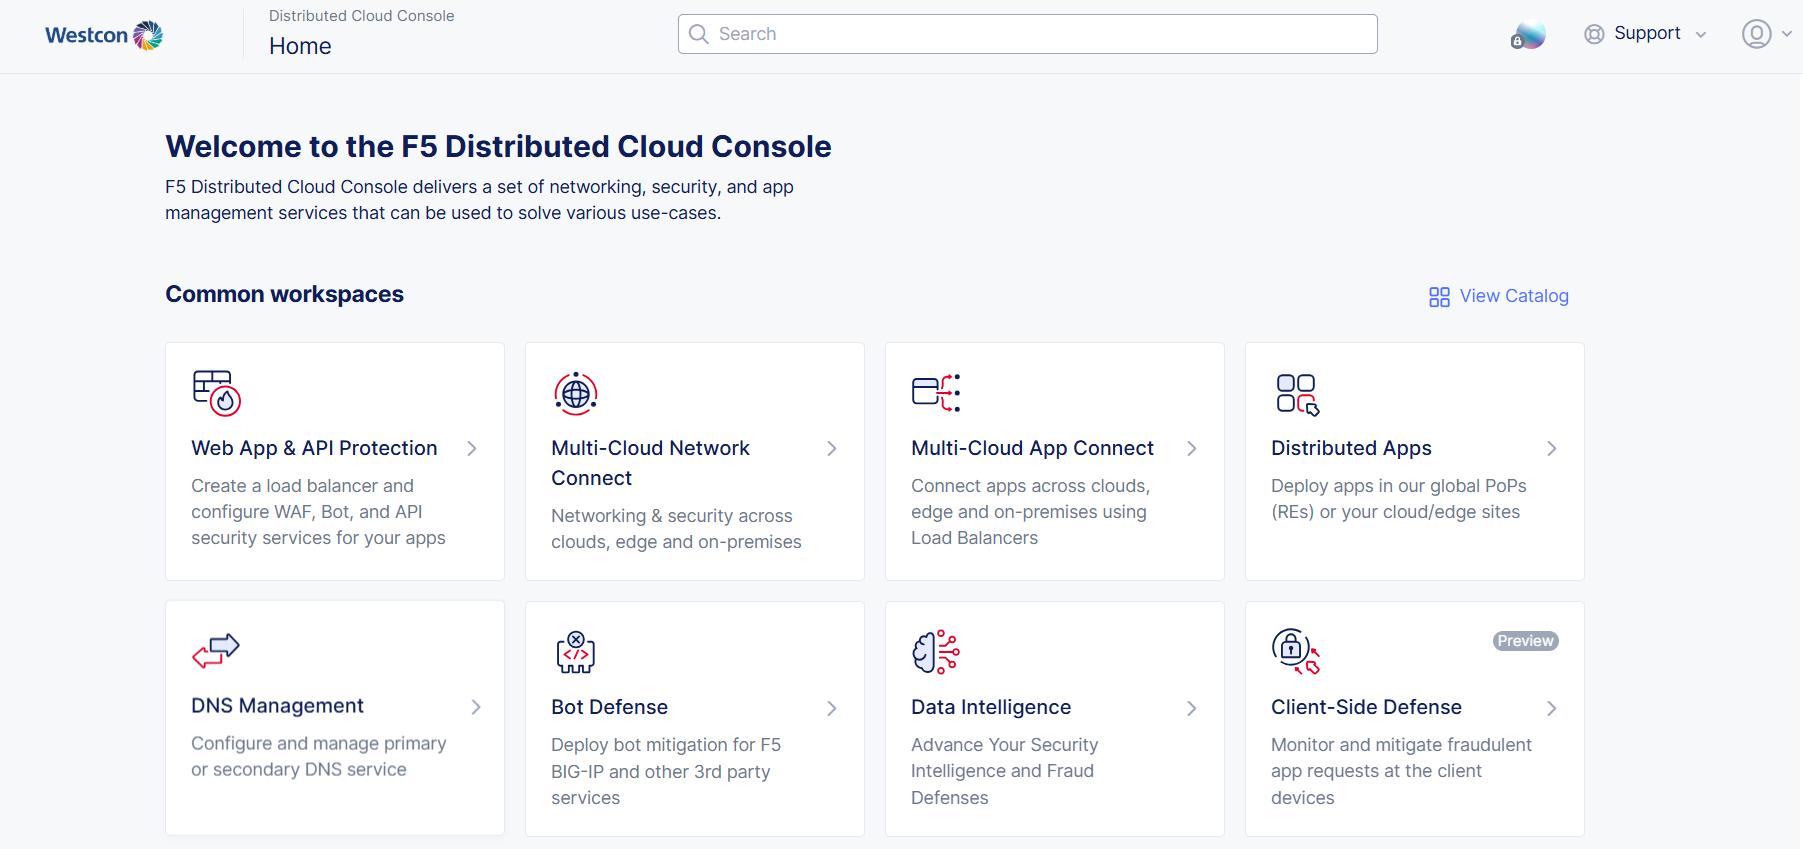 Westcon
Distributed Cloud Console
Home
Search
Support
Welcome to the F5 Distributed Cloud Console
F5 Distributed Cloud Console delivers a set of networking, security, and app
management services that can be used to solve various use-cases.
Common workspaces
View Catalog
Web App & API Protection
Create a load balancer and
configure WAF, Bot, and API
security services for your apps
Multi-Cloud Network
Connect
Networking & security across
clouds, edge and on-premises
Multi-Cloud App Connect
Connect apps across clouds,
edge and on-premises using
Load Balancers
Distributed Apps
Deploy apps in our global PoPs
(REs) or your cloud/edge sites
DNS Management
Configure and manage primary
or secondary DNS service
Bot Defense
Deploy bot mitigation for F5
BIG-IP and other 3rd party
services
Data Intelligence
Advance Your Security
Intelligence and Fraud
Defenses
Preview
Client-Side Defense
Monitor and mitigate fraudulent
app requests at the client
devices